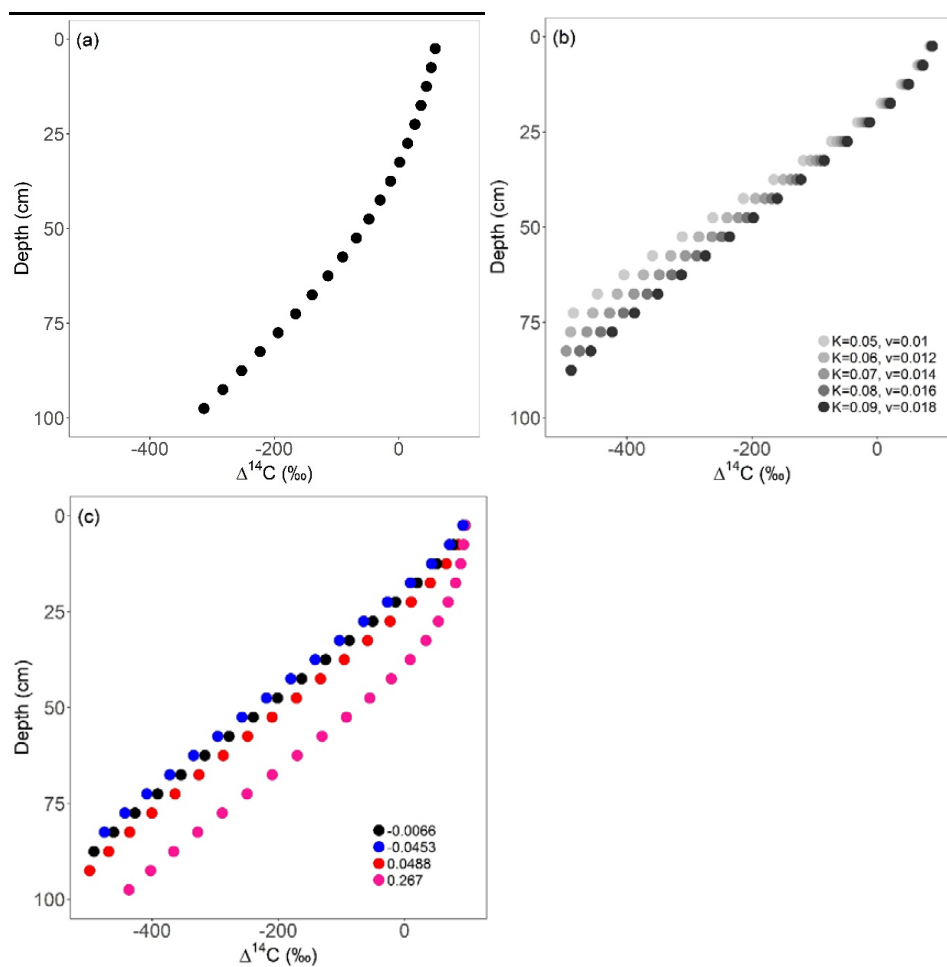 (a)
0
25
50
75
100
Depth (cm)
-400
-200
0
Δ¹⁴C (‰)
(b)
0
25
50
75
100
Depth (cm)
K=0.05, v=0.01
K=0.06, v=0.012
K=0.07, v=0.014
K=0.08, v=0.016
K=0.09, v=0.018
-400
-200
0
Δ¹⁴C (‰)
(c)
0
25
50
75
100
Depth (cm)
-0.0066
-0.0453
0.0488
0.267
-400
-200
0
Δ¹⁴C (‰)